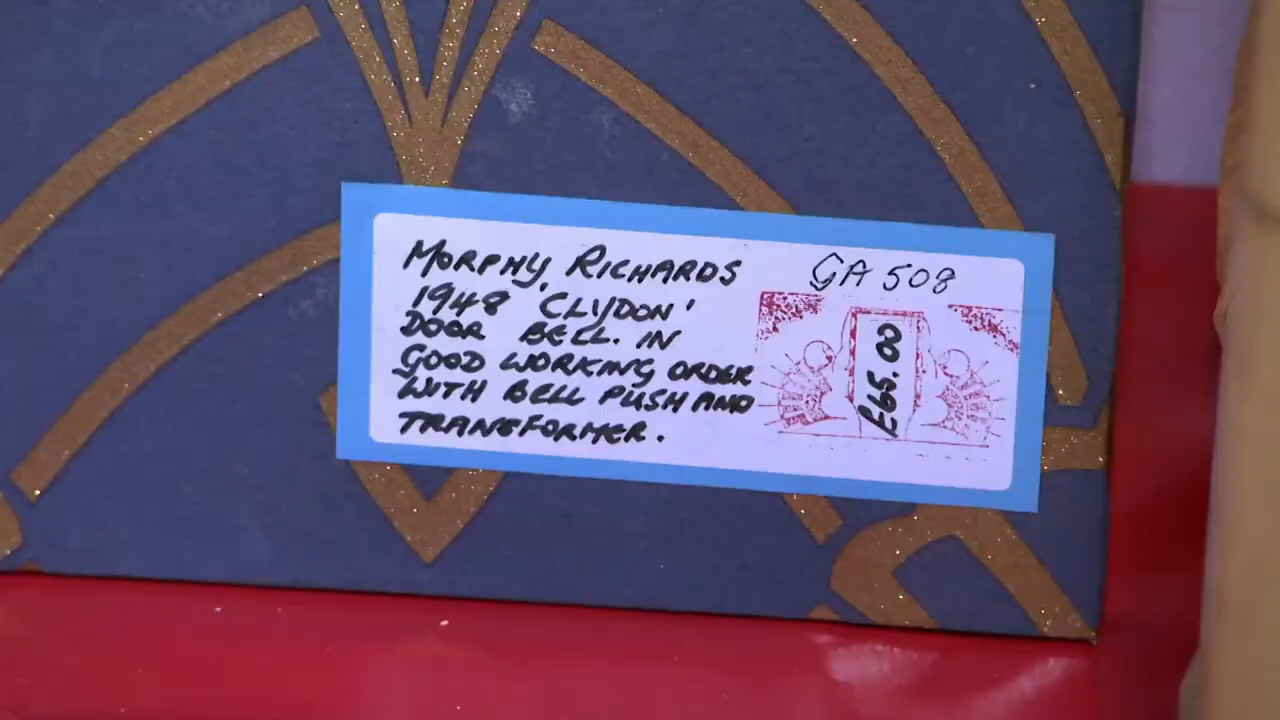 MORPHY RICHARDS
1948 'CLYDON'
DOOR BELL. IN
GOOD WORKING ORDER
WITH BELL PUSH AND
TRANSFORMER.
GA 508
£65.00